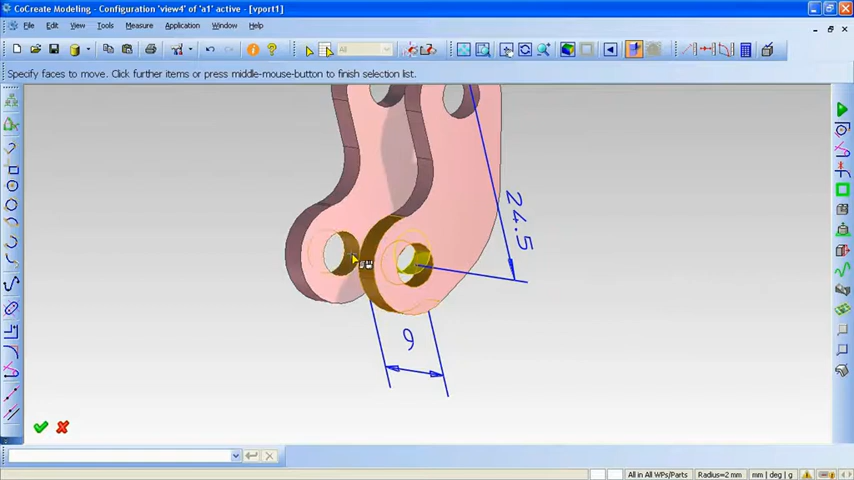 CoCreate Modeling - Configuration 'view4' of 'a1' active - [vport1]
File Edit View Tools Measure Application Window Help
All
Specify faces to move. Click further items or press middle-mouse-button to finish selection list.
24.5
9
All in All WPs/Parts Radius=2 mm mm | deg | g